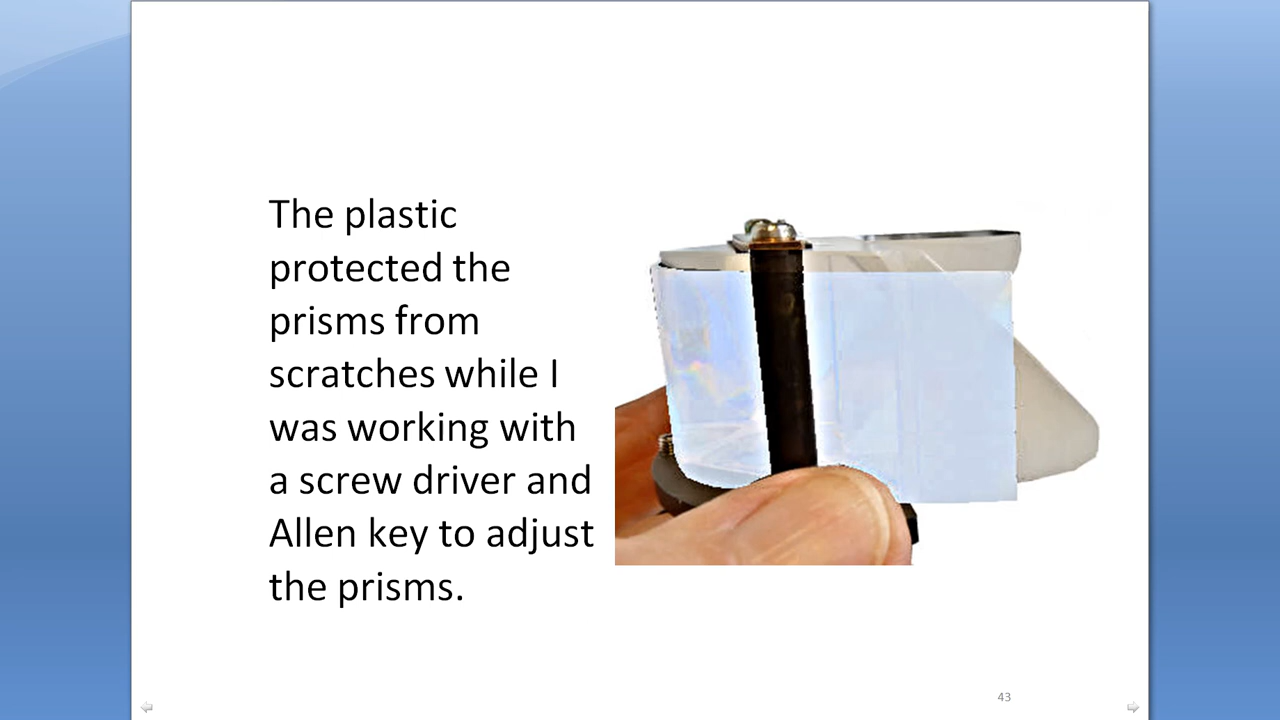 The plastic
protected the
prisms from
scratches while I
was working with
a screw driver and
Allen key to adjust
the prisms.
43